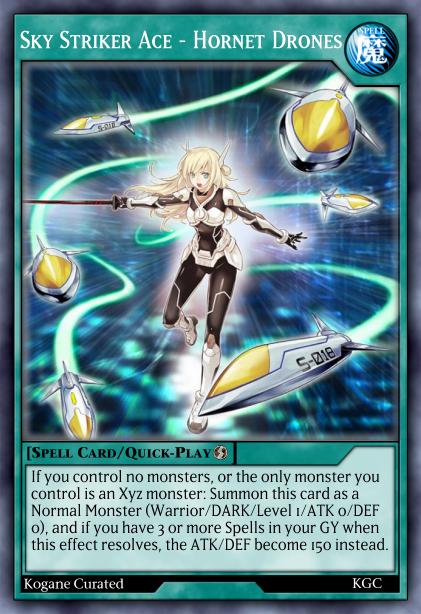 Sky Striker Ace - Hornet Drones
SPELL
魔
S-018
S-018
[Spell Card/Quick-Play
If you control no monsters, or the only monster you
control is an Xyz monster: Summon this card as a
Normal Monster (Warrior/DARK/Level 1/ATK 0/DEF
0), and if you have 3 or more Spells in your GY when
this effect resolves, the ATK/DEF become 150 instead.
Kogane Curated
KGC